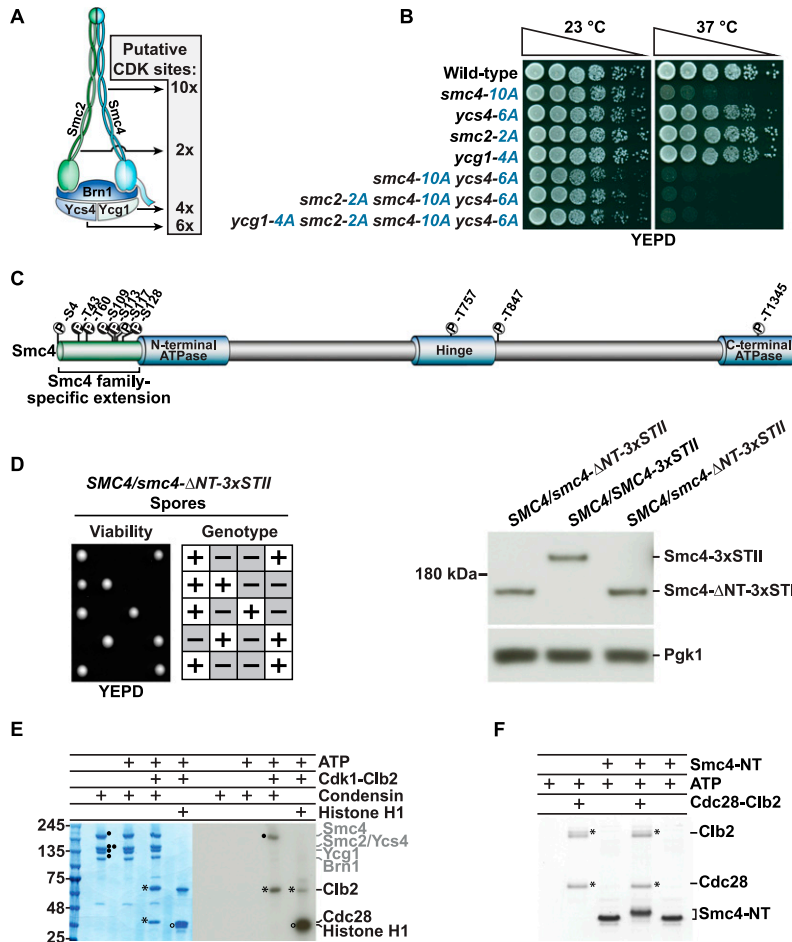 A
Putative
CDK sites:
10x
2x
4x
6x
Smc2
Smc4
Brn1
Ycs4
Ycg1
B
23 °C
37 °C
Wild-type
smc4-10A
ycs4-6A
smc2-2A
ycg1-4A
smc4-10A ycs4-6A
smc2-2A smc4-10A ycs4-6A
ycg1-4A smc2-2A smc4-10A ycs4-6A
YEPD
C
P-S4
P-T43
P-T60
P-S109
P-S113
P-S117
P-S128
P-T757
P-T847
P-T1345
Smc4
N-terminal
ATPase
Hinge
C-terminal
ATPase
Smc4 family-
specific extension
D
SMC4/smc4-ΔNT-3xSTII
Spores
Viability
Genotype
+ − − +
+ + − −
+ − + −
− + − +
+ − − +
YEPD
SMC4/smc4-ΔNT-3xSTII
SMC4/SMC4-3xSTII
SMC4/smc4-ΔNT-3xSTII
180 kDa
Smc4-3xSTII
Smc4-ΔNT-3xSTI
Pgk1
E
+ + + + + + ATP
+ + + + Cdk1-Clb2
+ + + + + + Condensin
+ + Histone H1
245
135
75
48
35
25
* * *
*
Smc4
Smc2/Ycs4
Ycg1
Brn1
Clb2
Cdc28
Histone H1
F
+ + + Smc4-NT
+ + + + ATP
+ + Cdc28-Clb2
* * Clb2
* * Cdc28
Smc4-NT